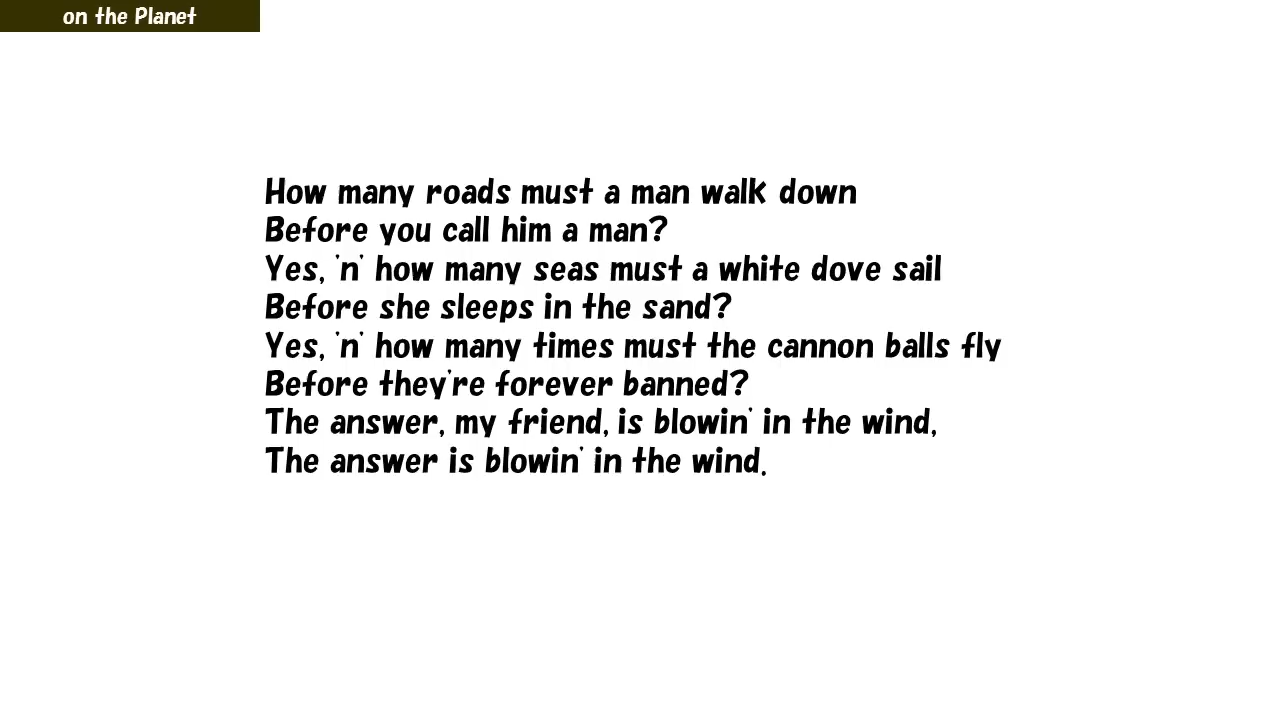 on the Planet
How many roads must a man walk down
Before you call him a man?
Yes, 'n' how many seas must a white dove sail
Before she sleeps in the sand?
Yes, 'n' how many times must the cannon balls fly
Before they're forever banned?
The answer, my friend, is blowin' in the wind,
The answer is blowin' in the wind.